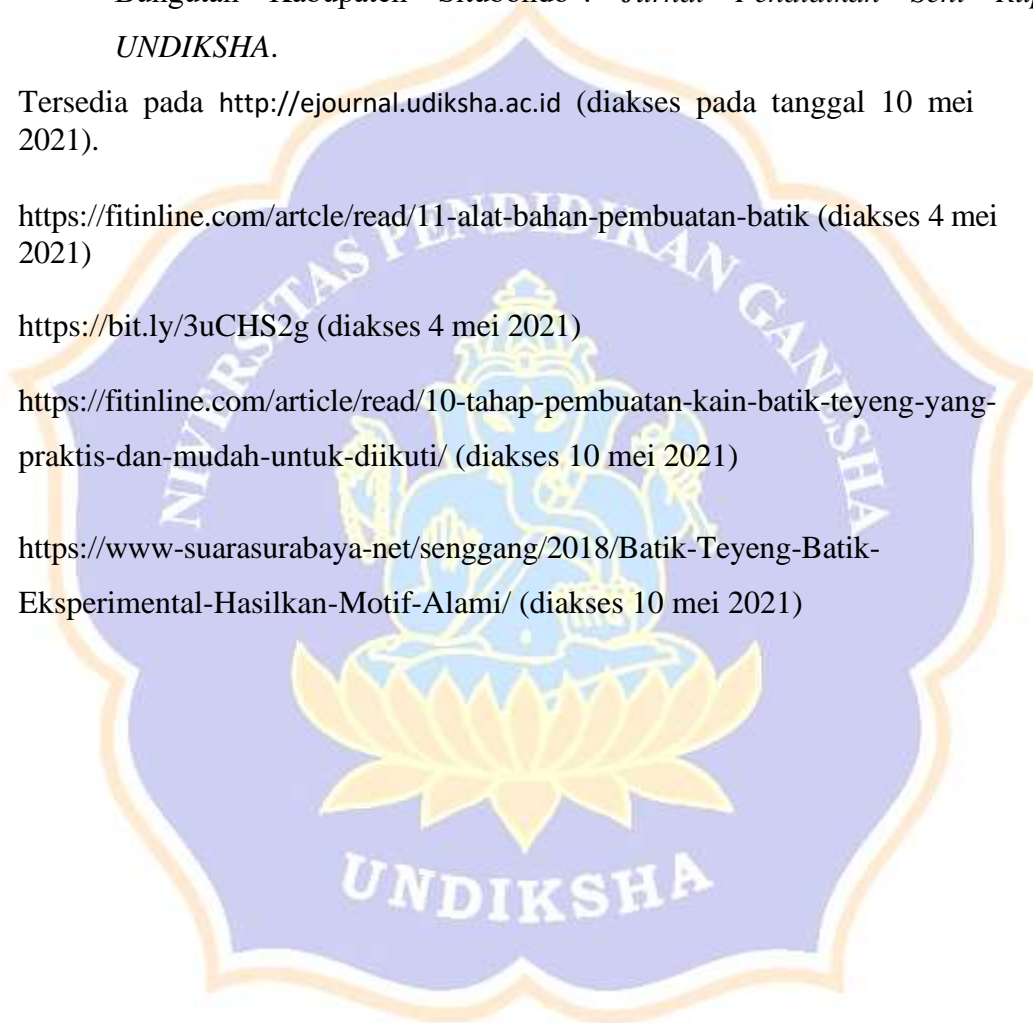 Bungutan Kabupaten Situbondo". Jurnal Pendidikan Seni
UNDIKSHA.
Tersedia pada http://ejournal.udiksha.ac.id (diakses pada tanggal 10 mei
2021).
https://fitinline.com/artcle/read/11-alat-bahan-pembuatan-batik (diakses 4 mei
2021)
https://bit.ly/3uCHS2g (diakses 4 mei 2021)
https://fitinline.com/article/read/10-tahap-pembuatan-kain-batik-teyeng-yang-
praktis-dan-mudah-untuk-diikuti/ (diakses 10 mei 2021)
https://www-suarasurabaya-net/senggang/2018/Batik-Teyeng-Batik-
Eksperimental-Hasilkan-Motif-Alami/ (diakses 10 mei 2021)
UNIVERSITAS PENDIDIKAN GANESHA
UNDIKSHA